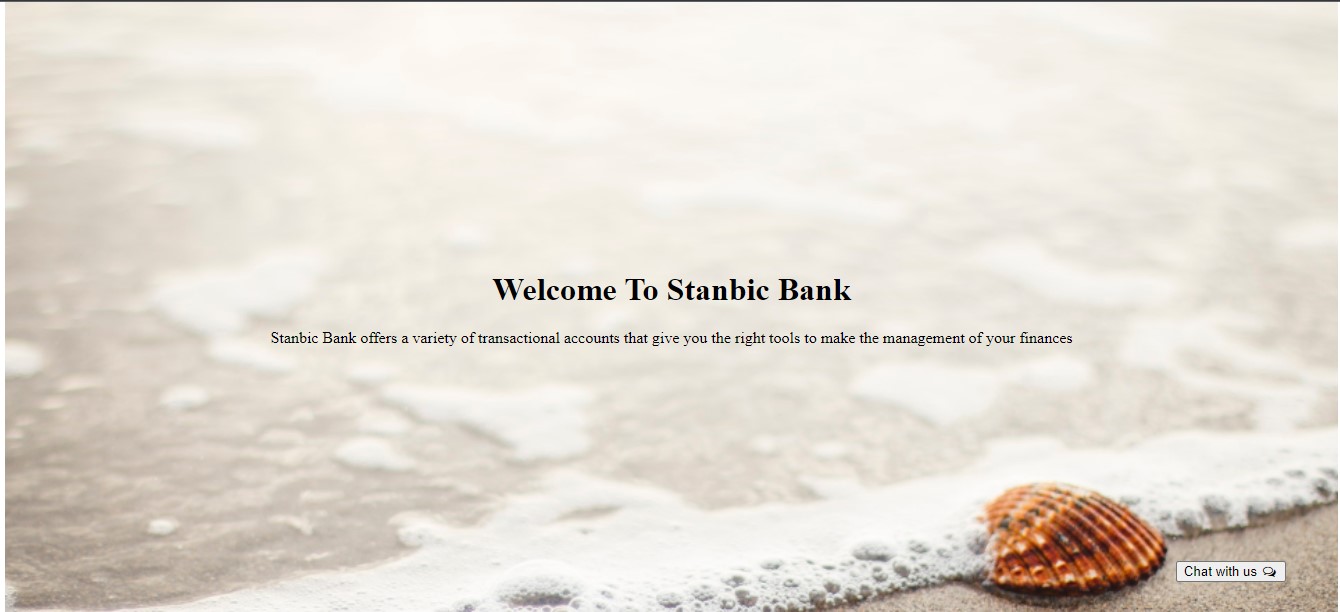 Welcome To Stanbic Bank
Stanbic Bank offers a variety of transactional accounts that give you the right tools to make the management of your finances
Chat with us